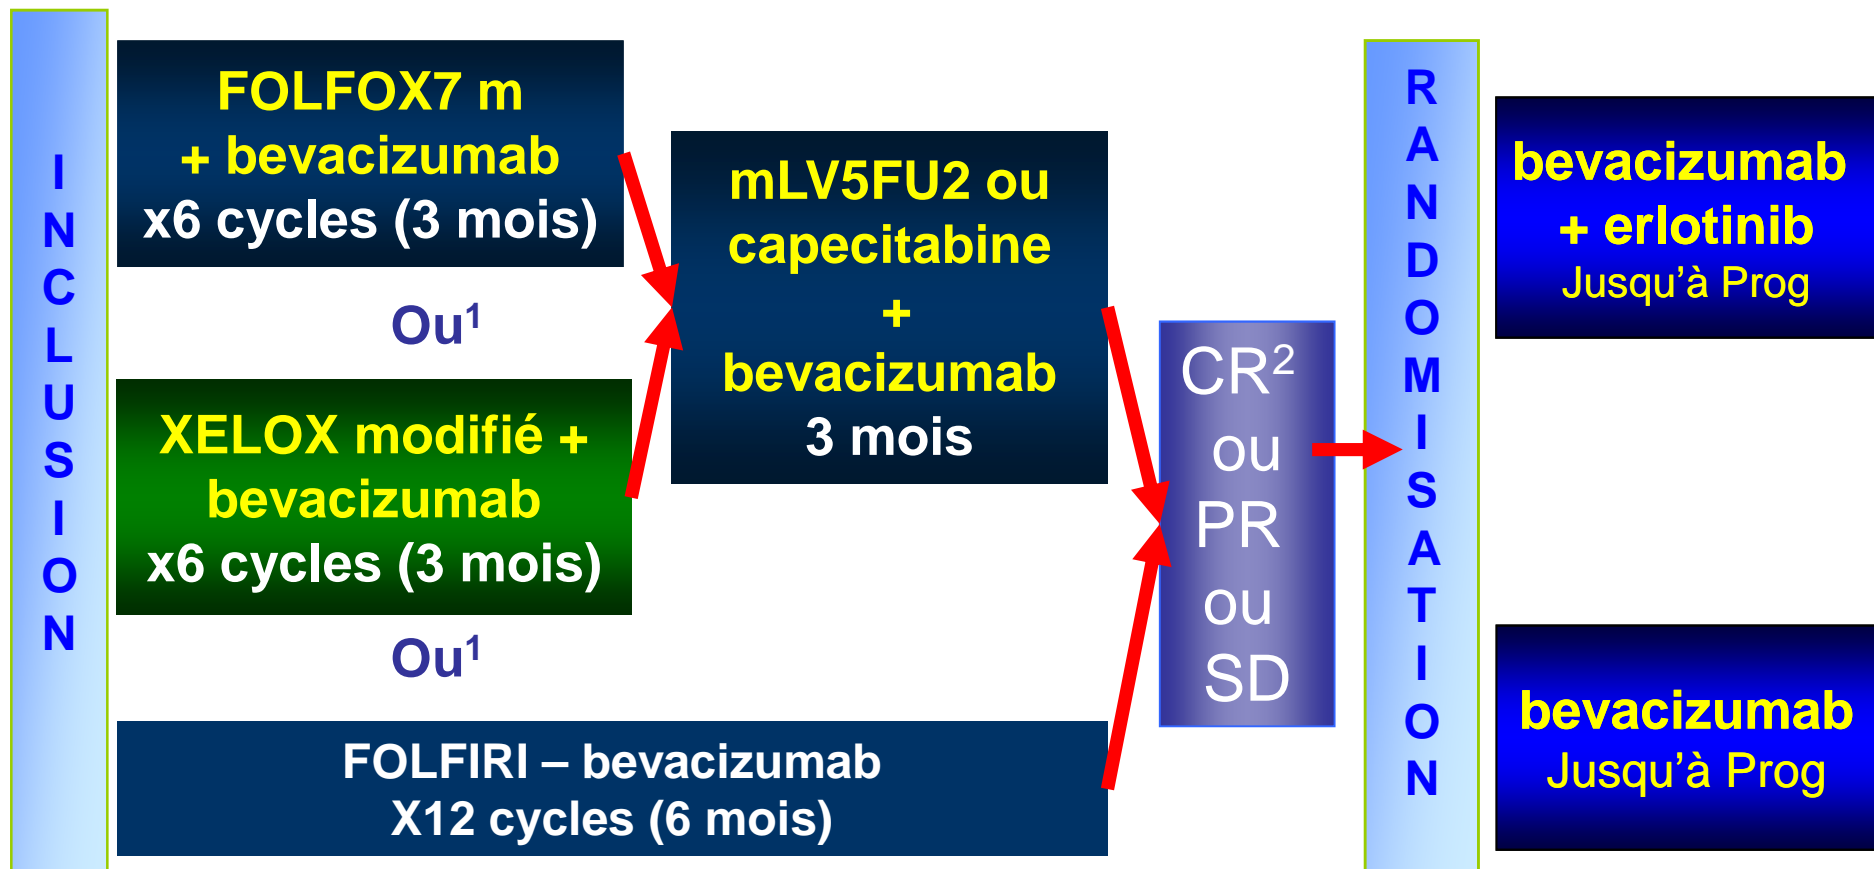 INCLUSION
FOLFOX7 m
+ bevacizumab
x6 cycles (3 mois)
Ou¹
XELOX modifié +
bevacizumab
x6 cycles (3 mois)
Ou¹
FOLFIRI – bevacizumab
X12 cycles (6 mois)
mLV5FU2 ou
capecitabine
+
bevacizumab
3 mois
CR²
ou
PR
ou
SD
RANDOMISATION
bevacizumab
+ erlotinib
Jusqu’à Prog
bevacizumab
Jusqu’à Prog